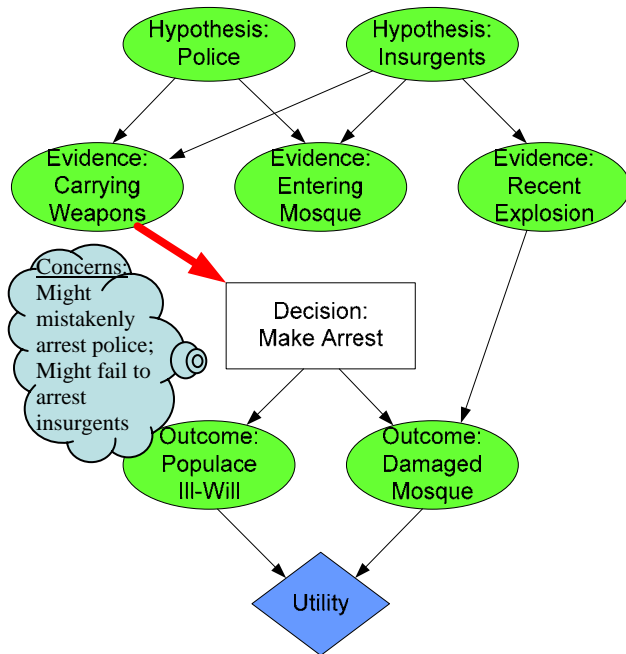 Hypothesis:
Police
Hypothesis:
Insurgents
Evidence:
Carrying
Weapons
Evidence:
Entering
Mosque
Evidence:
Recent
Explosion
Concerns:
Might
mistakenly
arrest police;
Might fail to
arrest
insurgents
Decision:
Make Arrest
Outcome:
Populace
Ill-Will
Outcome:
Damaged
Mosque
Utility